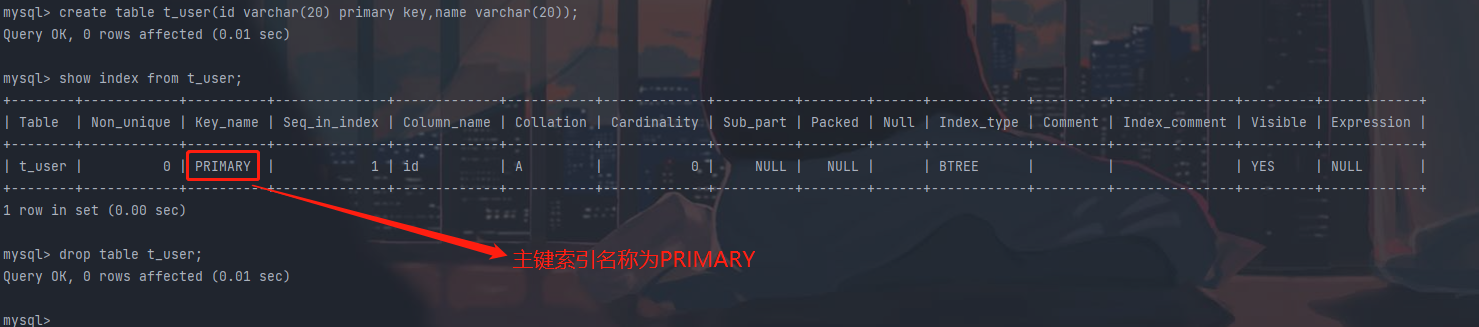 mysql> create table t_user(id varchar(20) primary key,name varchar(20));
Query OK, 0 rows affected (0.01 sec)
mysql> show index from t_user;
+--------+------------+----------+--------------+-------------+-----------+-------------+----------+--------+------+------------+---------+---------------+---------+------------+
| Table  | Non_unique | Key_name | Seq_in_index | Column_name | Collation | Cardinality | Sub_part | Packed | Null | Index_type | Comment | Index_comment | Visible | Expression |
+--------+------------+----------+--------------+-------------+-----------+-------------+----------+--------+------+------------+---------+---------------+---------+------------+
| t_user |          0 | PRIMARY  |            1 | id          | A         |           0 |     NULL |   NULL |      | BTREE      |         |               | YES     | NULL       |
+--------+------------+----------+--------------+-------------+-----------+-------------+----------+--------+------+------------+---------+---------------+---------+------------+
1 row in set (0.00 sec)
mysql> drop table t_user;
主键索引名称为PRIMARY
Query OK, 0 rows affected (0.01 sec)
mysql>